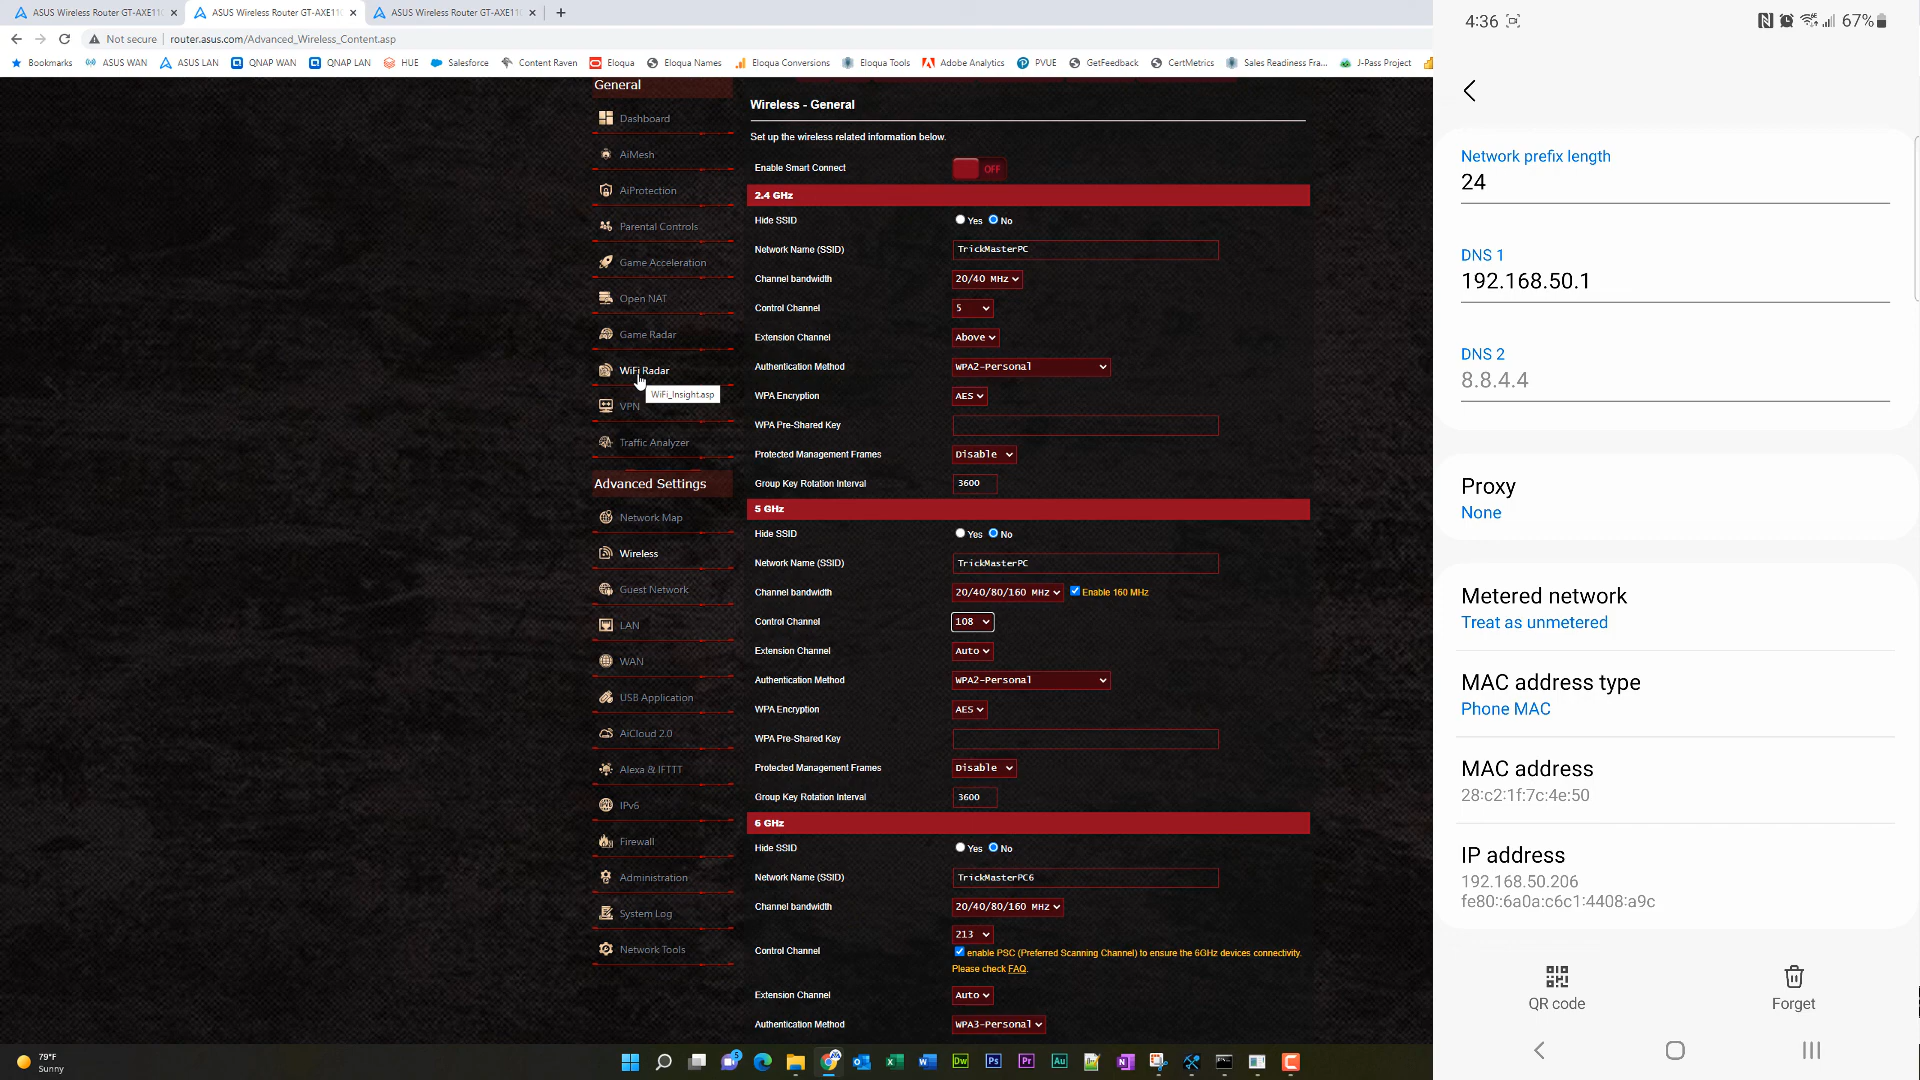 ASUS Wireless Router GT-AXE110
ASUS Wireless Router GT-AXE110
ASUS Wireless Router GT-AXE110
Not secure
router.asus.com/Advanced_Wireless_Content.asp
Bookmarks
ASUS WAN
ASUS LAN
QNAP WAN
QNAP LAN
HUE
Salesforce
Content Raven
Eloqua
Eloqua Names
Eloqua Conversions
Eloqua Tools
Adobe Analytics
PVUE
GetFeedback
CertMetrics
Sales Readiness Fra...
J-Pass Project
General
Dashboard
AiMesh
AiProtection
Parental Controls
Game Acceleration
Open NAT
Game Radar
WiFi Radar
WiFi_Insight.asp
VPN
Traffic Analyzer
Advanced Settings
Network Map
Wireless
Guest Network
LAN
WAN
USB Application
AiCloud 2.0
Alexa & IFTTT
IPv6
Firewall
Administration
System Log
Network Tools
Wireless - General
Set up the wireless related information below.
Enable Smart Connect OFF
2.4 GHz
Hide SSID Yes No
Network Name (SSID) TrickMasterPC
Channel bandwidth 20/40 MHz
Control Channel 5
Extension Channel Above
Authentication Method WPA2-Personal
WPA Encryption AES
WPA Pre-Shared Key
Protected Management Frames Disable
Group Key Rotation Interval 3600
5 GHz
Hide SSID Yes No
Network Name (SSID) TrickMasterPC
Channel bandwidth 20/40/80/160 MHz Enable 160 MHz
Control Channel 108
Extension Channel Auto
Authentication Method WPA2-Personal
WPA Encryption AES
WPA Pre-Shared Key
Protected Management Frames Disable
Group Key Rotation Interval 3600
6 GHz
Hide SSID Yes No
Network Name (SSID) TrickMasterPC6
Channel bandwidth 20/40/80/160 MHz
213
Control Channel enable PSC (Preferred Scanning Channel) to ensure the 6GHz devices connectivity.
Please check FAQ.
Extension Channel Auto
Authentication Method WPA3-Personal
79°F
Sunny
5
Dw
Ps
Pr
Au
4:36
67%
Network prefix length
24
DNS 1
192.168.50.1
DNS 2
8.8.4.4
Proxy
None
Metered network
Treat as unmetered
MAC address type
Phone MAC
MAC address
28:c2:1f:7c:4e:50
IP address
192.168.50.206
fe80::6a0a:c6c1:4408:a9c
QR code
Forget